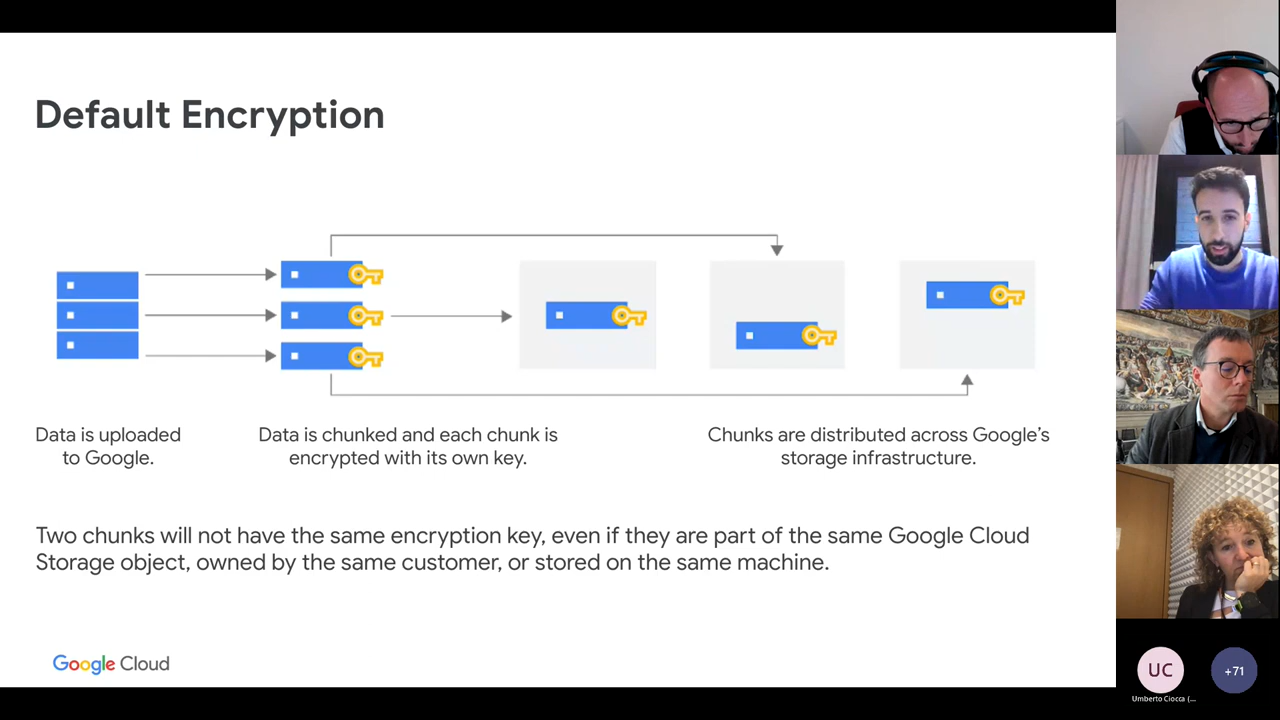 Default Encryption
Data is uploaded
to Google.
Data is chunked and each chunk is
encrypted with its own key.
Chunks are distributed across Google's
storage infrastructure.
Two chunks will not have the same encryption key, even if they are part of the same Google Cloud
Storage object, owned by the same customer, or stored on the same machine.
Google Cloud
UC
+71
Umberto Ciocca (...